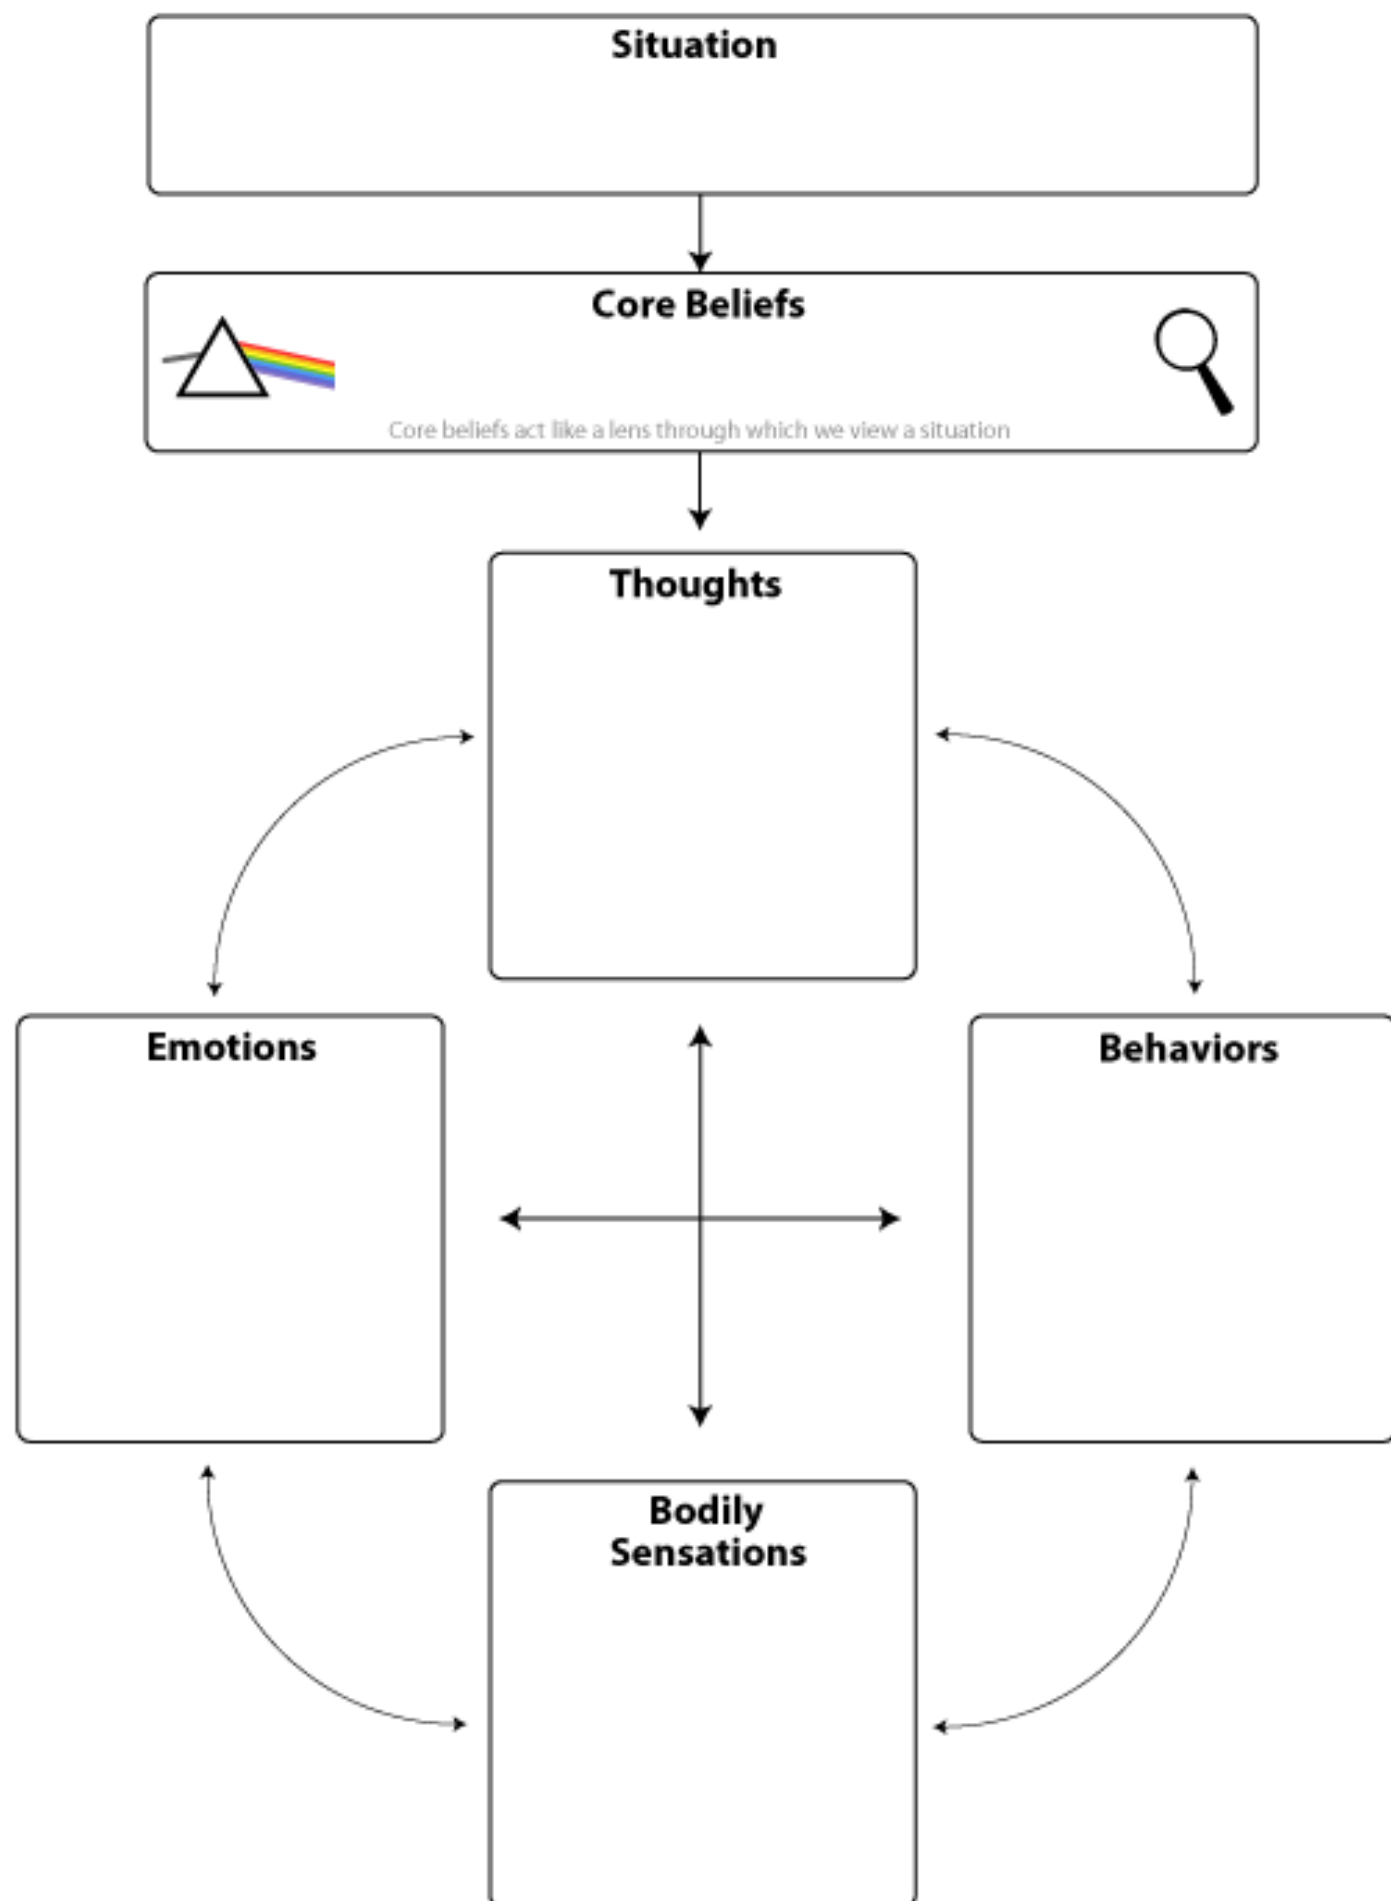 Situation
Core Beliefs
Core beliefs act like a lens through which we view a situation
Thoughts
Emotions
Behaviors
Bodily
Sensations